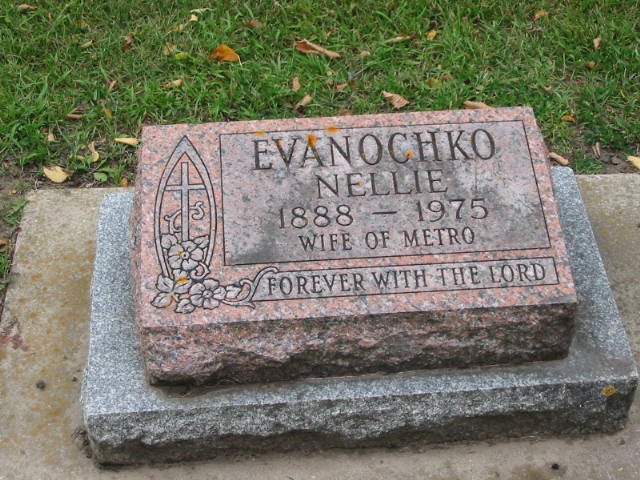 EVANOCHKO
NELLIE
1888 — 1975
WIFE OF METRO
FOREVER WITH THE LORD